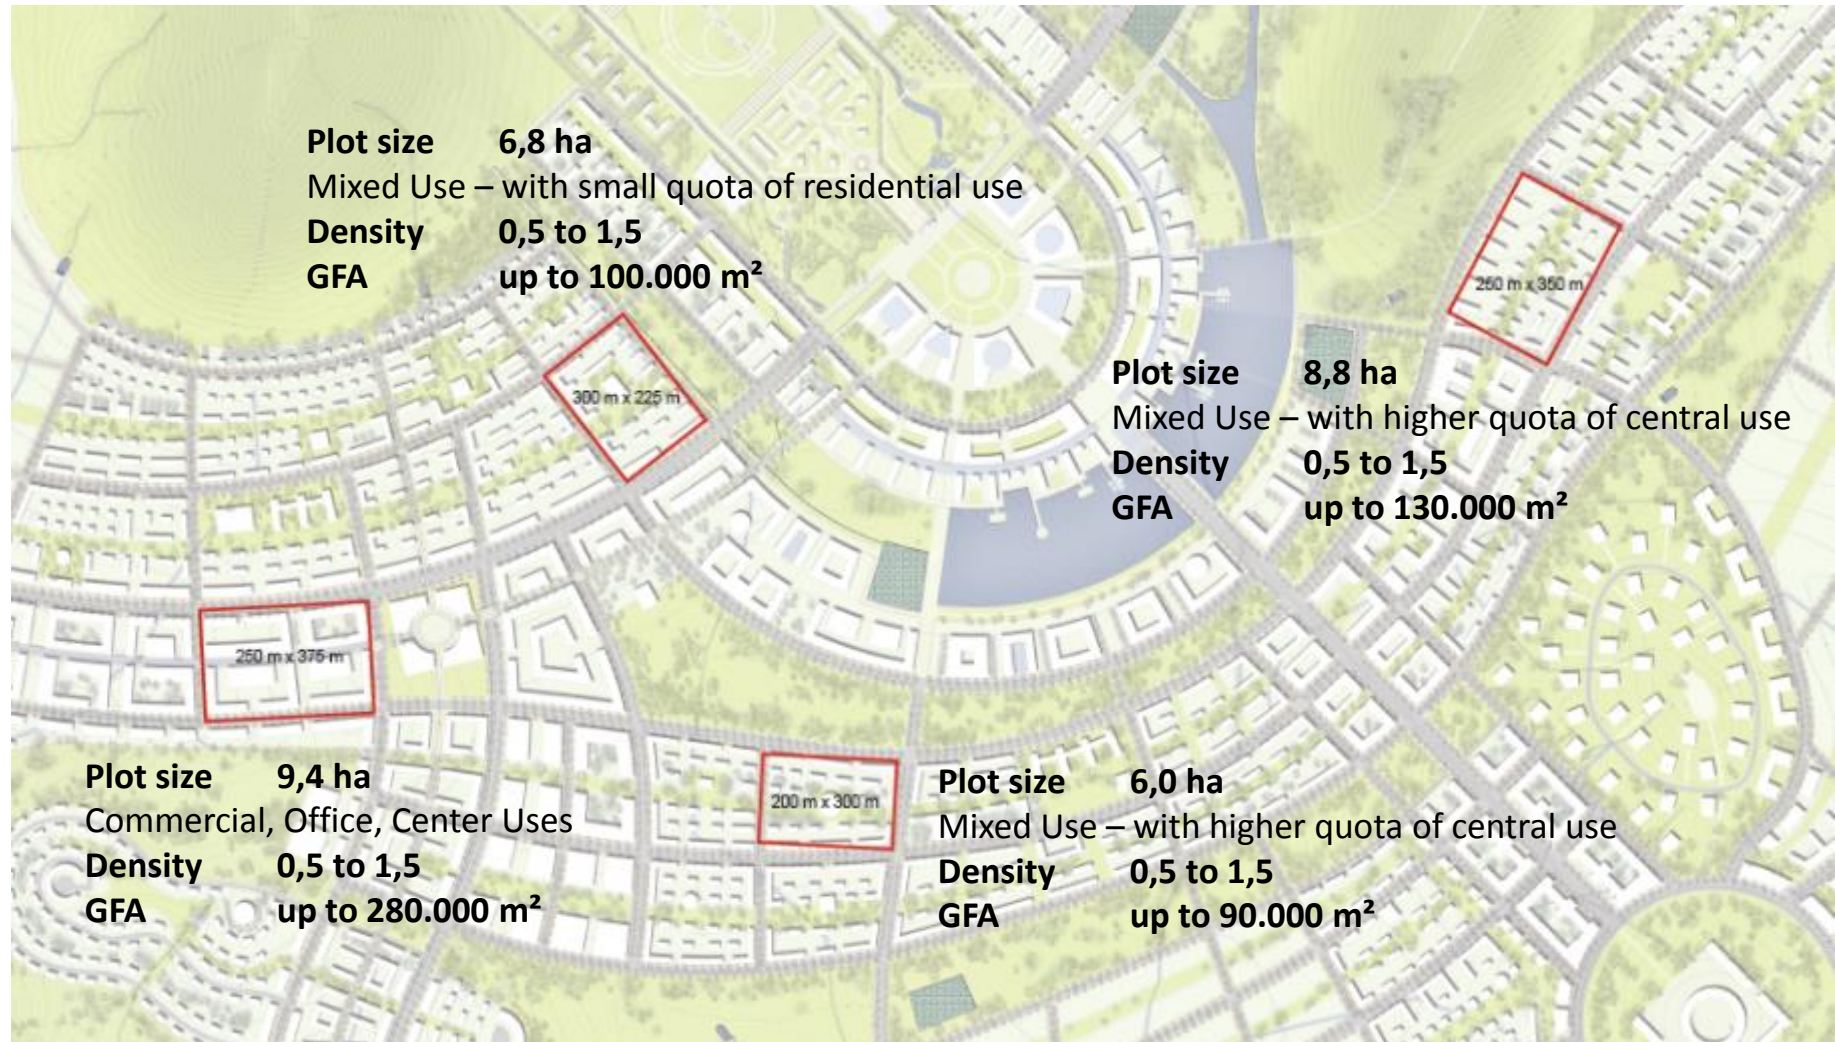 Plot size 6,8 ha
Mixed Use – with small quota of residential use
Density 0,5 to 1,5
GFA up to 100.000 m²
300 m x 225 m
250 m x 350 m
Plot size 8,8 ha
Mixed Use – with higher quota of central use
Density 0,5 to 1,5
GFA up to 130.000 m²
250 m x 375 m
Plot size 9,4 ha
Commercial, Office, Center Uses
Density 0,5 to 1,5
GFA up to 280.000 m²
200 m x 300 m
Plot size 6,0 ha
Mixed Use – with higher quota of central use
Density 0,5 to 1,5
GFA up to 90.000 m²